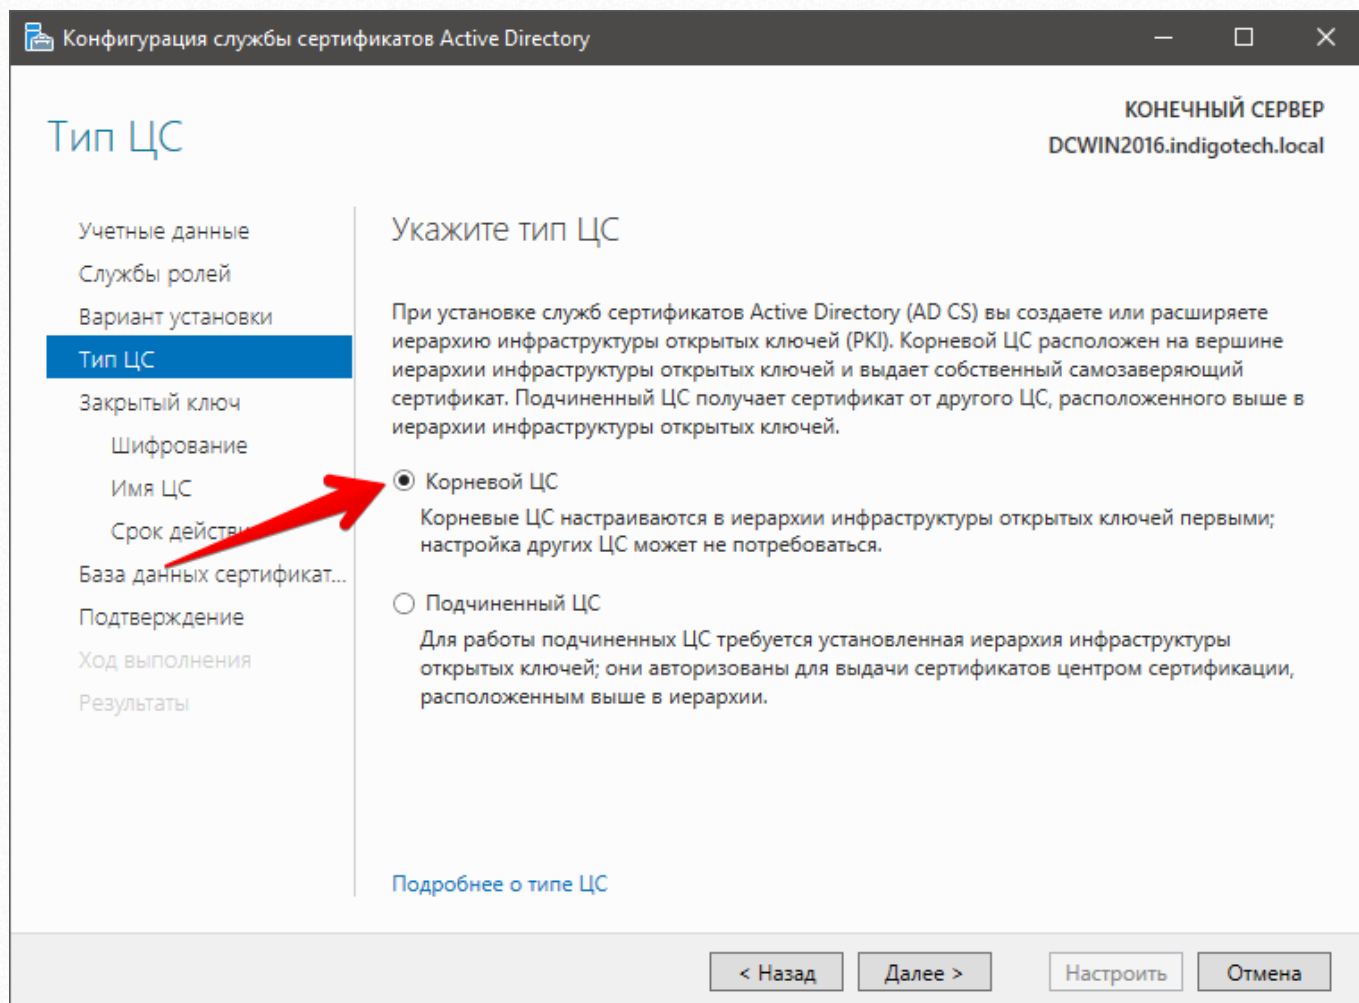 Конфигурация службы сертификатов Active Directory
Тип ЦС
КОНЕЧНЫЙ СЕРВЕР
DCWIN2016.indigotech.local
Учетные данные
Службы ролей
Вариант установки
Тип ЦС
Закрытый ключ
Шифрование
Имя ЦС
Срок
База данных сертификат...
Подтверждение
Ход выполнения
Результаты
Укажите тип ЦС
При установке служб сертификатов Active Directory (AD CS) вы создаете или расширяете
иерархию инфраструктуры открытых ключей (PKI). Корневой ЦС расположен на вершине
иерархии инфраструктуры открытых ключей и выдает собственный самозаверяющий
сертификат. Подчиненный ЦС получает сертификат от другого ЦС, расположенного выше в
иерархии инфраструктуры открытых ключей.
Корневой ЦС
Корневые ЦС настраиваются в иерархии инфраструктуры открытых ключей первыми;
настройка других ЦС может не потребоваться.
Подчиненный ЦС
Для работы подчиненных ЦС требуется установленная иерархия инфраструктуры
открытых ключей; они авторизованы для выдачи сертификатов центром сертификации,
расположенным выше в иерархии.
Подробнее о типе ЦС
< Назад
Далее >
Настроить
Отмена